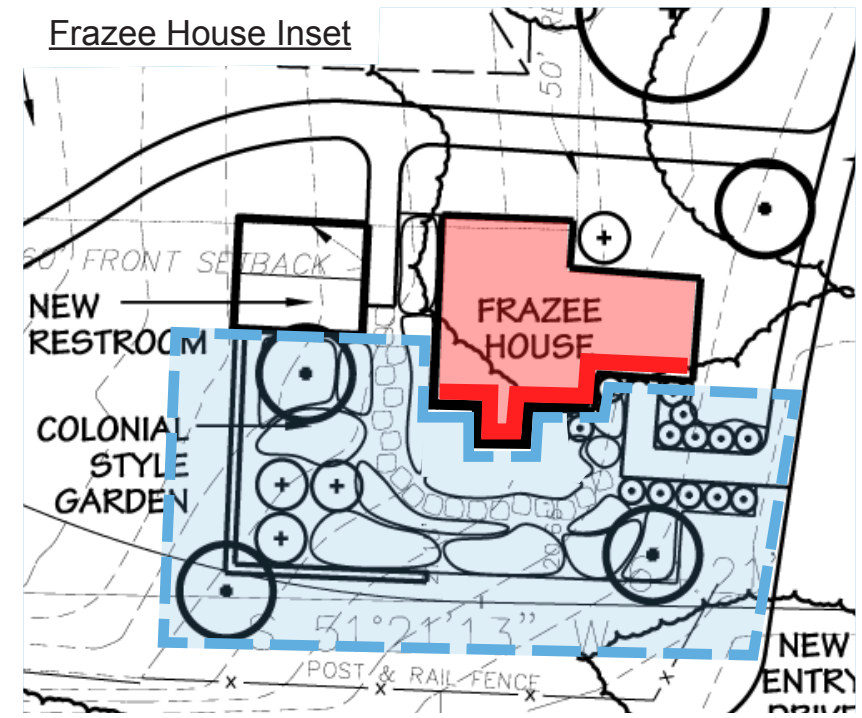 Frazee House Inset
50'
60' FRONT SETBACK
NEW
RESTROOM
FRAZEE
HOUSE
COLONIAL
STYLE
GARDEN
S 51°21'13" W
POST & RAIL FENCE
NEW
ENTRY
DRIVE